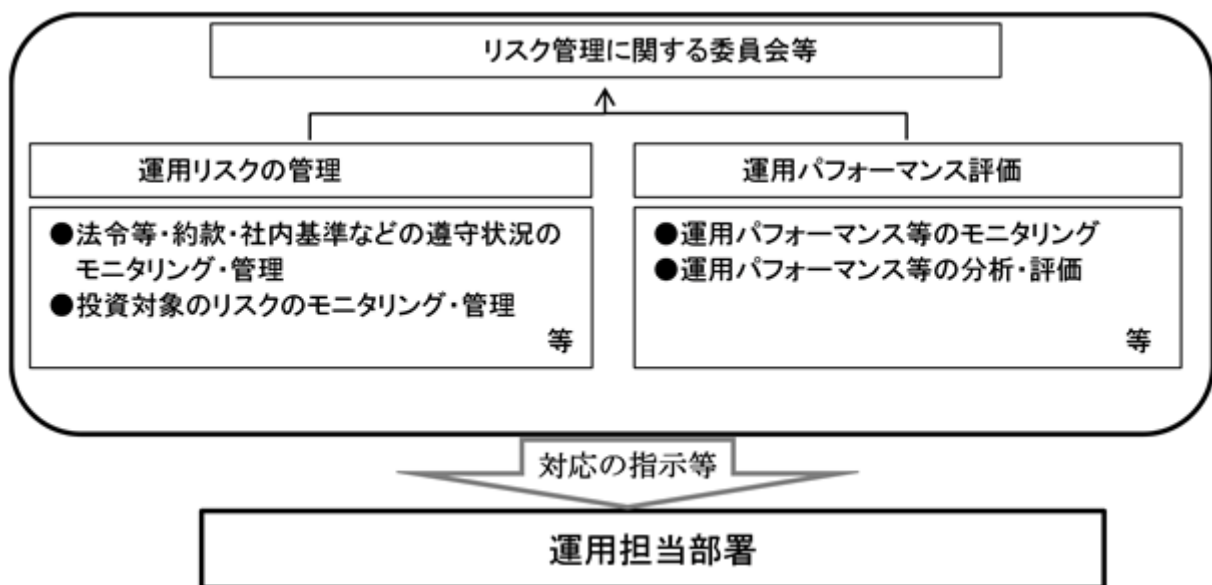 リスク管理に関する委員会等
運用リスクの管理
●法令等・約款・社内基準などの遵守状況の
モニタリング・管理
●投資対象のリスクのモニタリング・管理
等
運用パフォーマンス評価
●運用パフォーマンス等のモニタリング
●運用パフォーマンス等の分析・評価
等
対応の指示等
運用担当部署